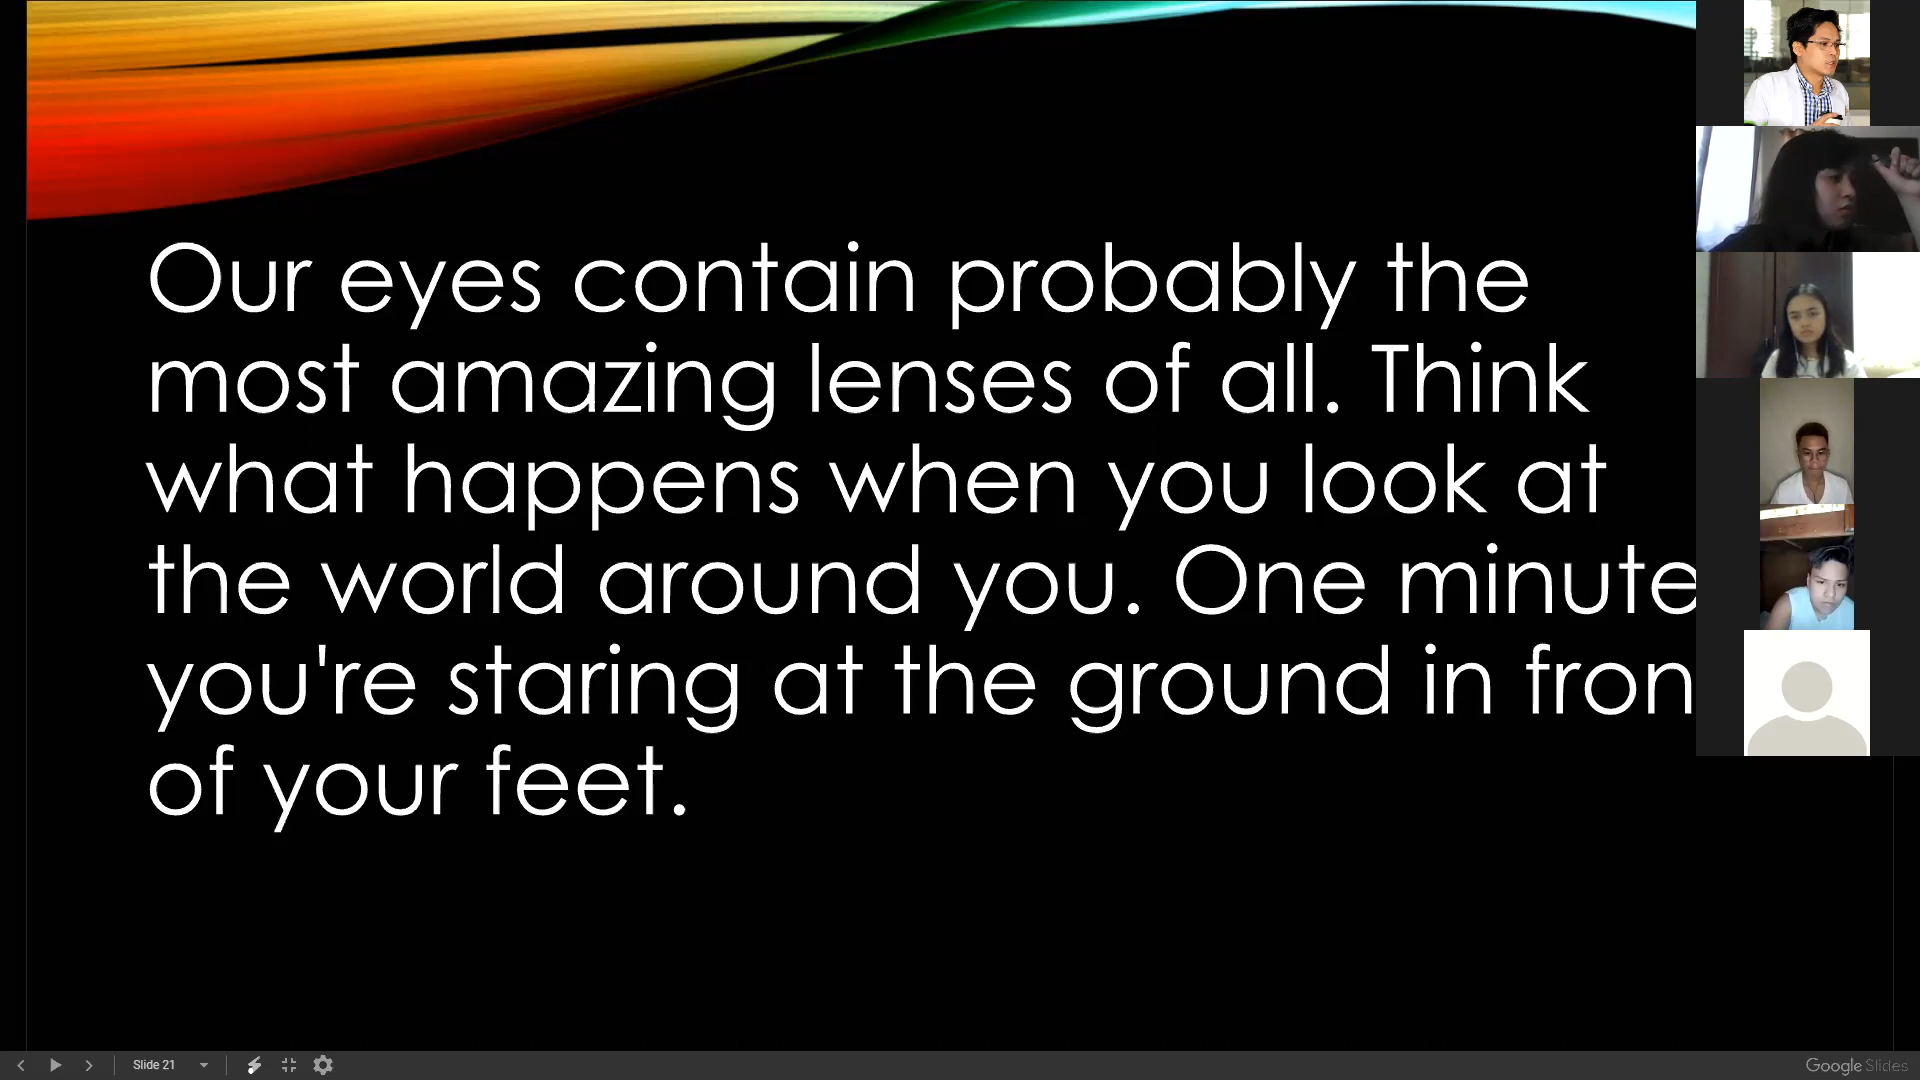 Our eyes contain probably the
most amazing lenses of all. Think
what happens when you look at
the world around you. One minute
you're staring at the ground in fron
of your feet.
Slide 21
Google Slides